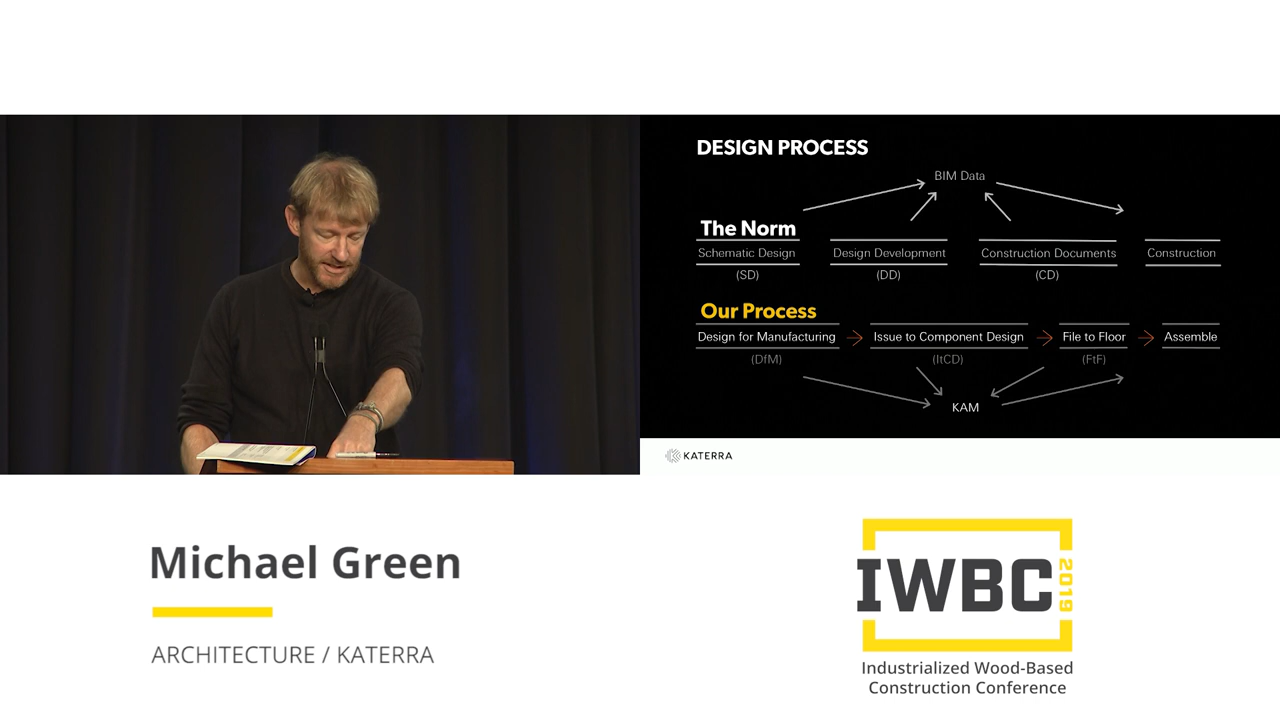 DESIGN PROCESS
BIM Data
The Norm
Schematic Design
Design Development
Construction Documents
Construction
(SD)
(DD)
(CD)
Our Process
Design for Manufacturing
Issue to Component Design
File to Floor
Assemble
(DfM)
(ItCD)
(FtF)
KAM
KATERRA
Michael Green
ARCHITECTURE / KATERRA
IWBC
2019
Industrialized Wood-Based
Construction Conference